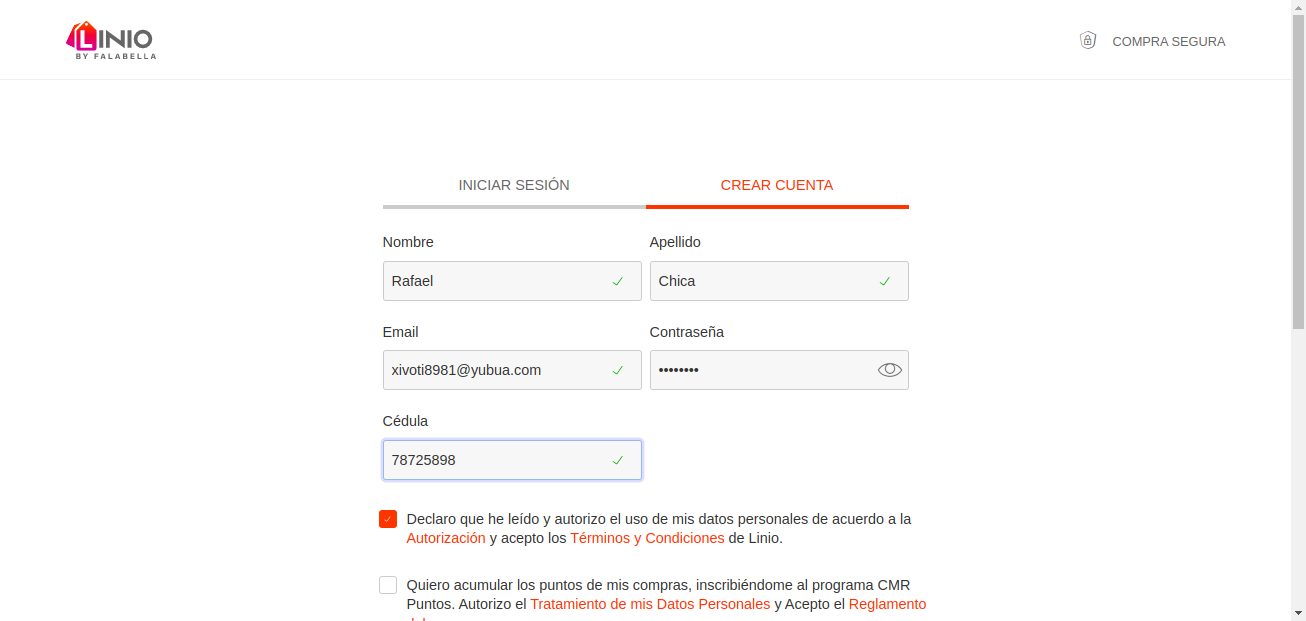 LINIO
BY FALABELLA
COMPRA SEGURA
INICIAR SESIÓN
CREAR CUENTA
Nombre
Apellido
Rafael
Chica
Email
Contraseña
xivoti8981@yubua.com
••••••••
Cédula
78725898
Declaro que he leído y autorizo el uso de mis datos personales de acuerdo a la
Autorización y acepto los Términos y Condiciones de Linio.
Quiero acumular los puntos de mis compras, inscribiéndome al programa CMR
Puntos. Autorizo el Tratamiento de mis Datos Personales y Acepto el Reglamento